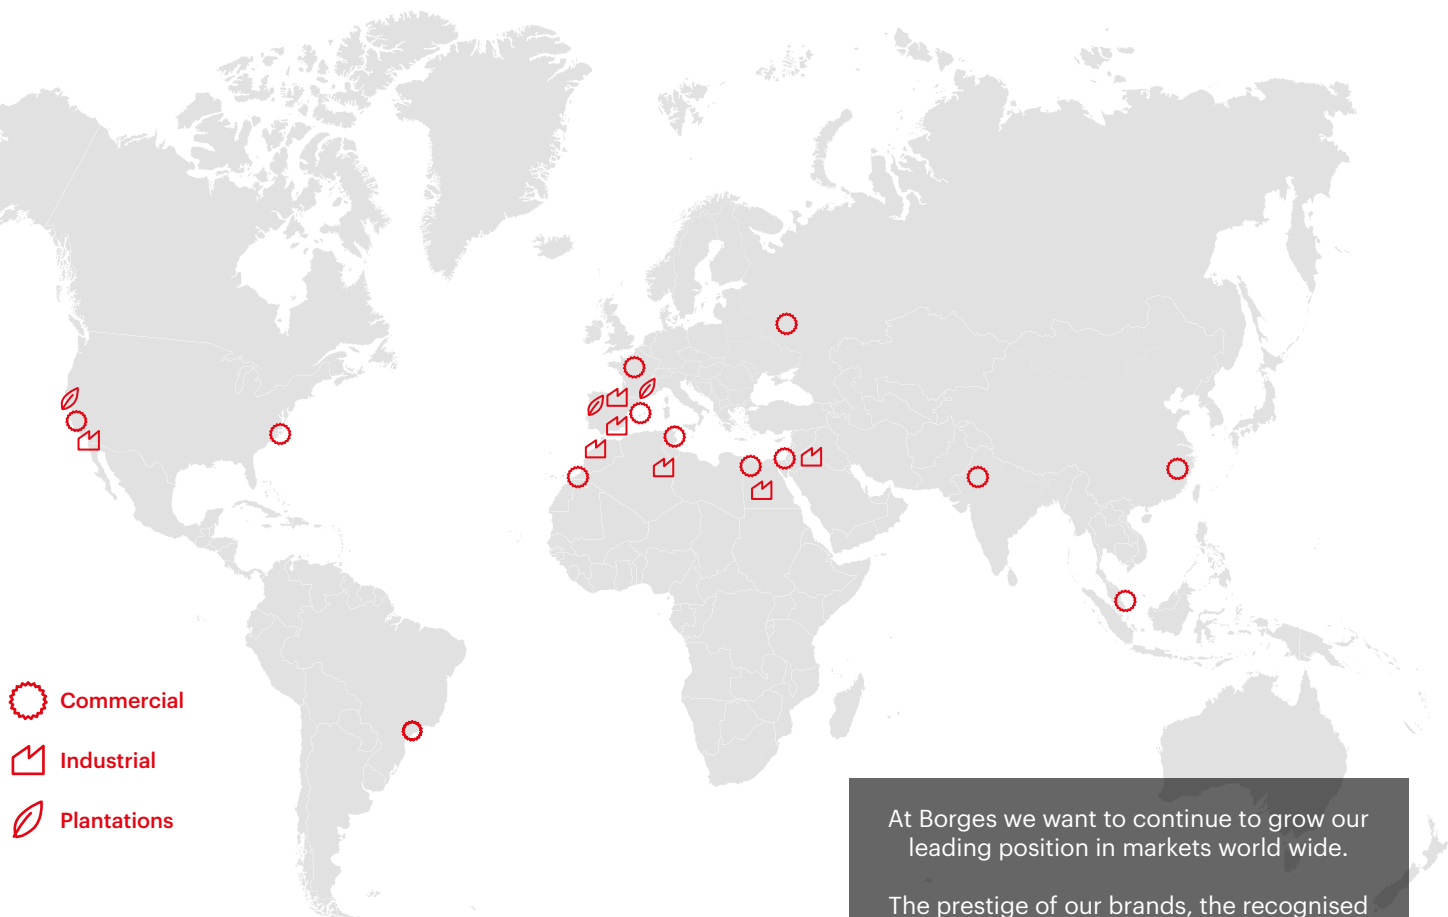 Commercial
Industrial
Plantations
At Borges we want to continue to grow our
leading position in markets world wide.
The prestige of our brands, the recognised